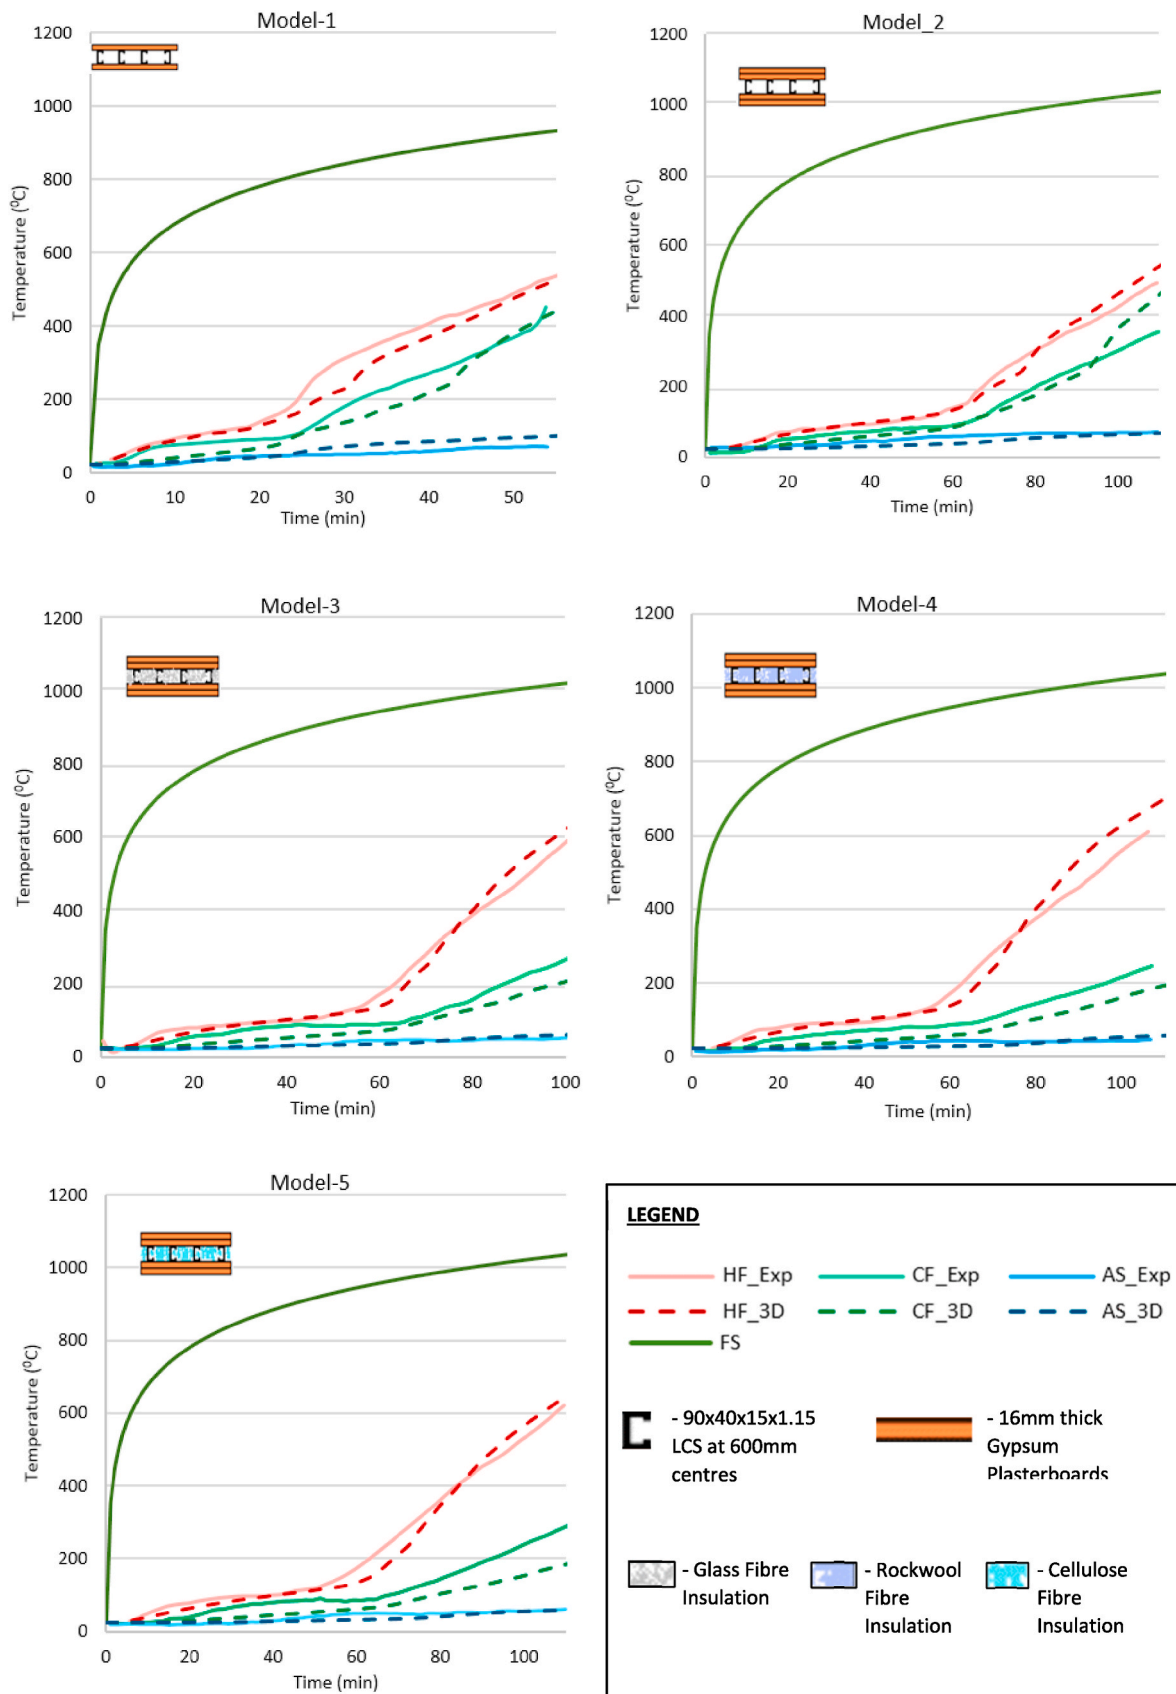 Model-1
1200
1000
800
600
400
200
0
Temperature (⁰C)
0 10 20 30 40 50
Time (min)
Model_2
1200
1000
800
600
400
200
0
Temperature (⁰C)
0 20 40 60 80 100
Time (min)
Model-3
1200
1000
800
600
400
200
0
Temperature (⁰C)
0 20 40 60 80 100
Time (min)
Model-4
1200
1000
800
600
400
200
0
Temperature (⁰C)
0 20 40 60 80 100
Time (min)
Model-5
1200
1000
800
600
400
200
0
Temperature (⁰C)
0 20 40 60 80 100
Time (min)
LEGEND
HF_Exp CF_Exp AS_Exp
HF_3D CF_3D AS_3D
FS
- 90x40x15x1.15
LCS at 600mm
centres
- 16mm thick
Gypsum
Plasterboards
- Glass Fibre
Insulation
- Rockwool
Fibre
Insulation
- Cellulose
Fibre
Insulation